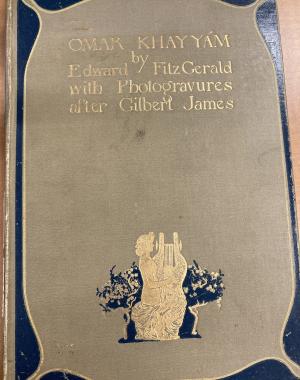 OMAR KHAYYÁM
by
Edward FitzGerald
with Photogravures
after Gilbert James